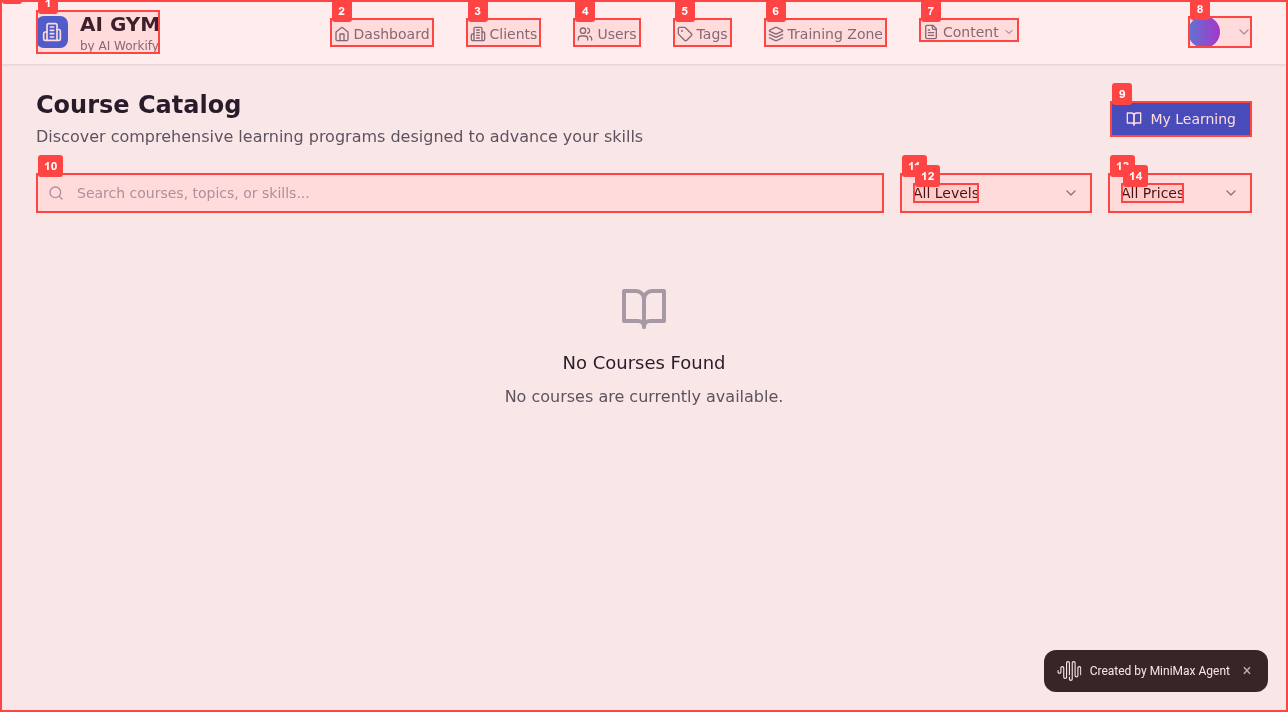 1
AI GYM
by AI Workify
2
Dashboard
3
Clients
4
Users
5
Tags
6
Training Zone
7
Content
8
Course Catalog
Discover comprehensive learning programs designed to advance your skills
9
My Learning
10
Search courses, topics, or skills...
11
12
All Levels
14
All Prices
No Courses Found
No courses are currently available.
Created by MiniMax Agent ×